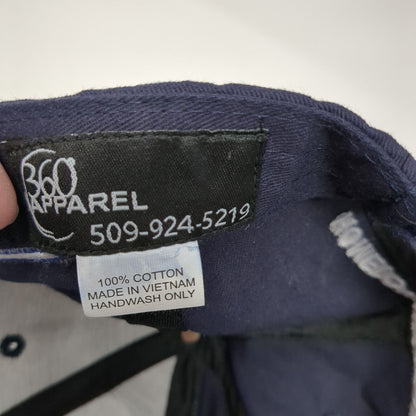 360°
APPAREL
509-924-5219
100% COTTON
MADE IN VIETNAM
HANDWASH ONLY